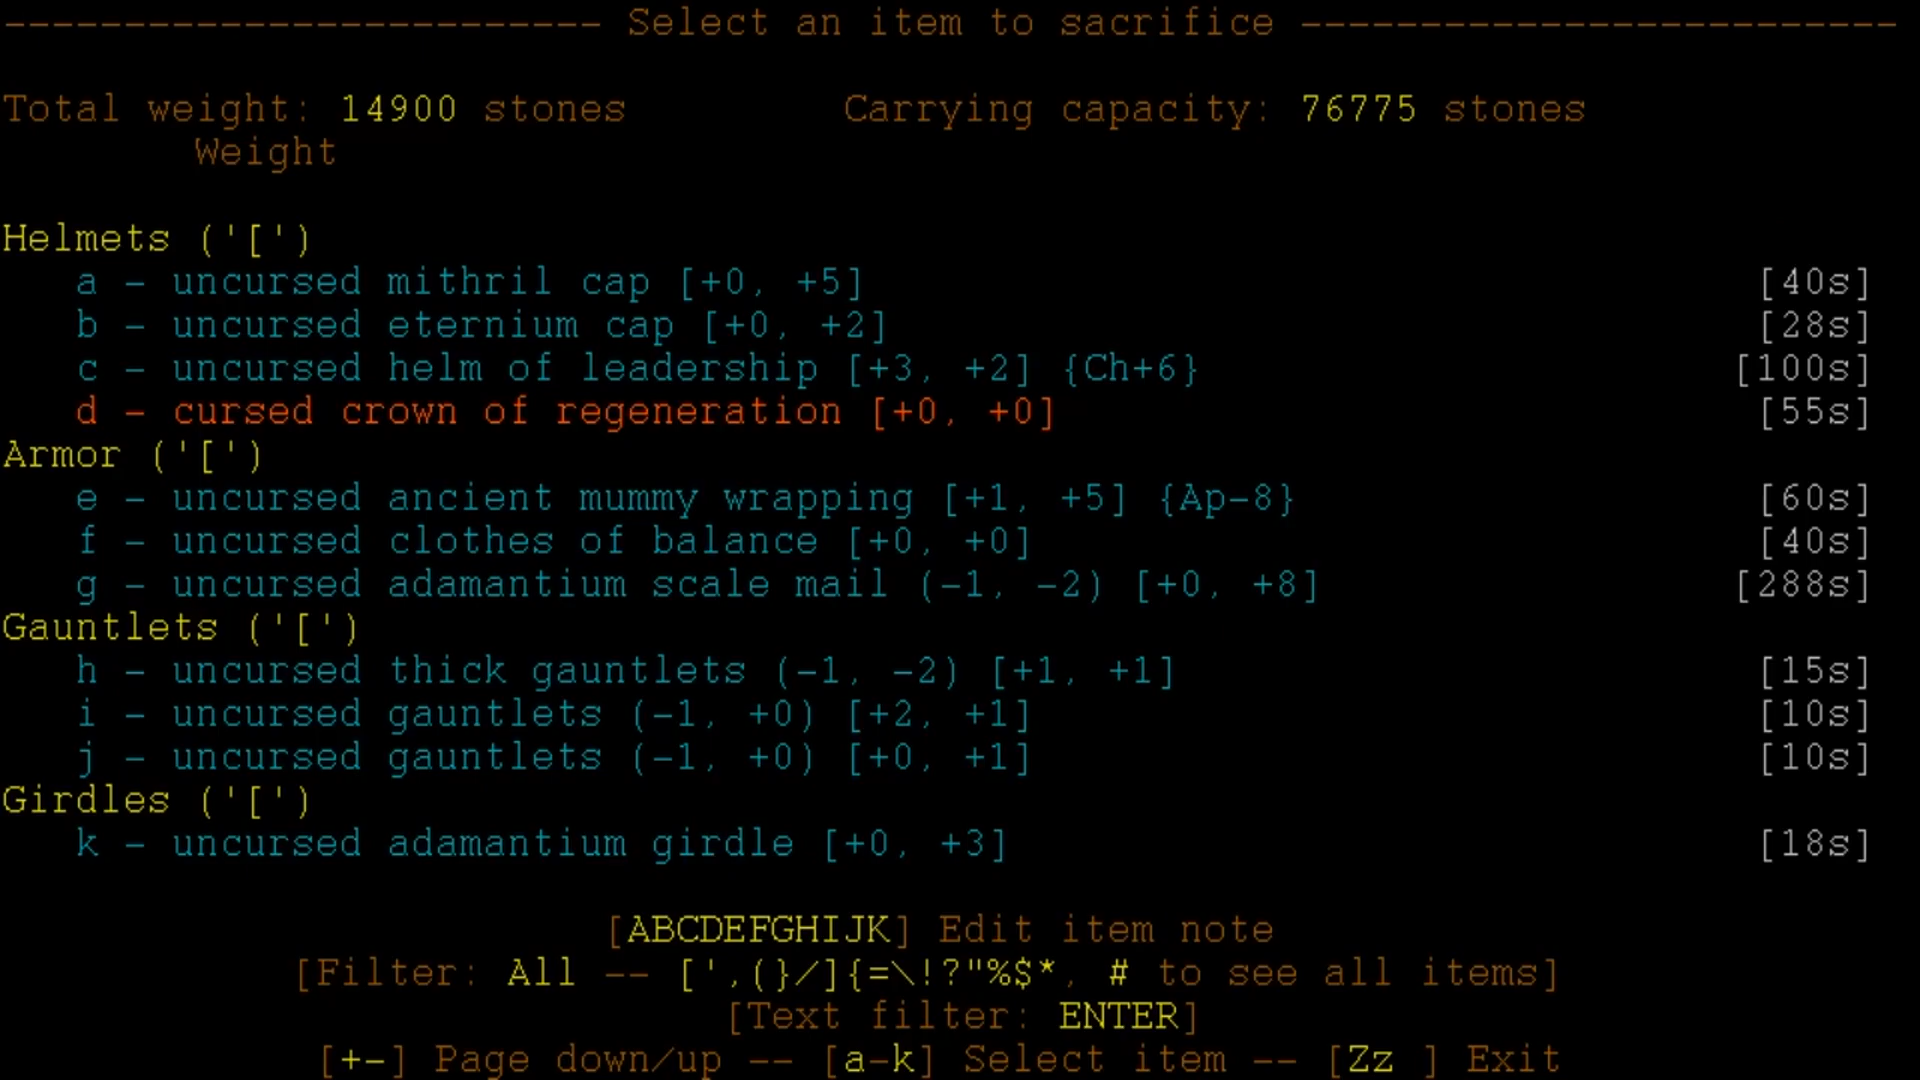 ------------------------- Select an item to sacrifice -------------------------
Total weight: 14900 stones Carrying capacity: 76775 stones
Weight
Helmets ('[')
a - uncursed mithril cap [+0, +5] [40s]
b - uncursed eternium cap [+0, +2] [28s]
c - uncursed helm of leadership [+3, +2] {Ch+6} [100s]
d - cursed crown of regeneration [+0, +0] [55s]
Armor ('[')
e - uncursed ancient mummy wrapping [+1, +5] {Ap-8} [60s]
f - uncursed clothes of balance [+0, +0] [40s]
g - uncursed adamantium scale mail (-1, -2) [+0, +8] [288s]
Gauntlets ('[')
h - uncursed thick gauntlets (-1, -2) [+1, +1] [15s]
i - uncursed gauntlets (-1, +0) [+2, +1] [10s]
j - uncursed gauntlets (-1, +0) [+0, +1] [10s]
Girdles ('[')
k - uncursed adamantium girdle [+0, +3] [18s]
[ABCDEFGHIJK] Edit item note
[Filter: All -- [',(}/]{=\!?"%$*, # to see all items]
[Text filter: ENTER]
[+-] Page down/up -- [a-k] Select item -- [Zz ] Exit